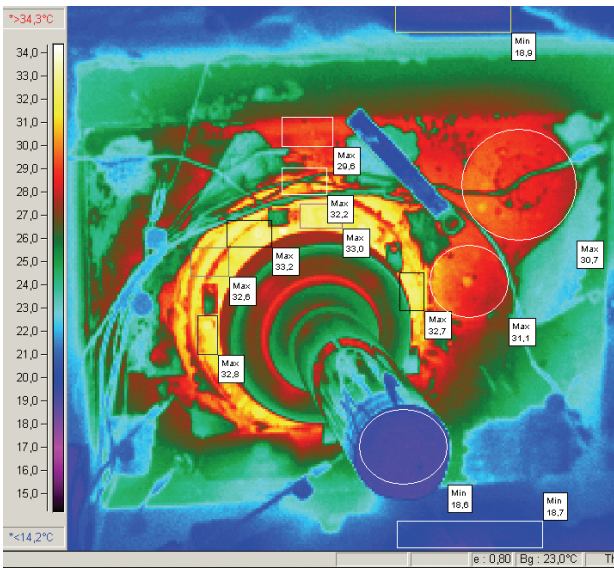 *>34,3°C
34,0
33,0
32,0
31,0
30,0
29,0
28,0
27,0
26,0
25,0
24,0
23,0
22,0
21,0
20,0
19,0
18,0
17,0
16,0
15,0
*<14,2°C
Min
18,9
Max
29,6
Max
32,2
Max
33,0
Max
33,2
Max
30,7
Max
32,6
Max
32,7
Max
31,1
Max
32,8
Min
18,6
Min
18,7
e : 0,80
Bg : 23,0°C
Th